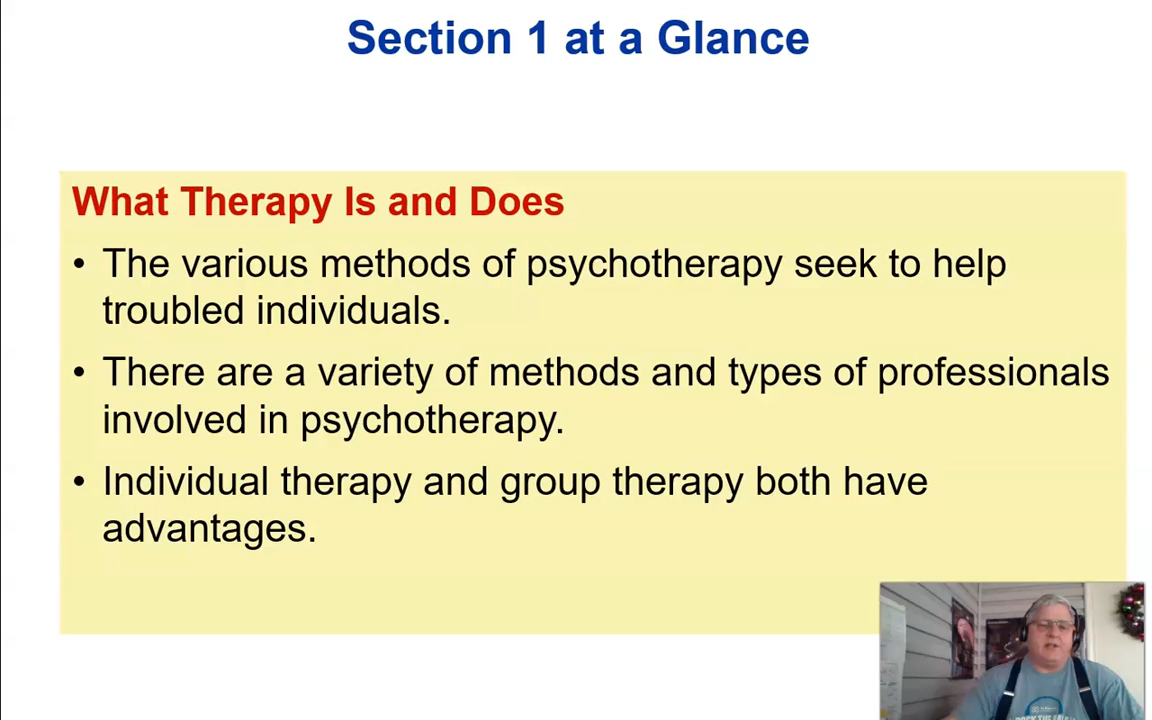 Section 1 at a Glance
What Therapy Is and Does
• The various methods of psychotherapy seek to help
troubled individuals.
• There are a variety of methods and types of professionals
involved in psychotherapy.
• Individual therapy and group therapy both have
advantages.